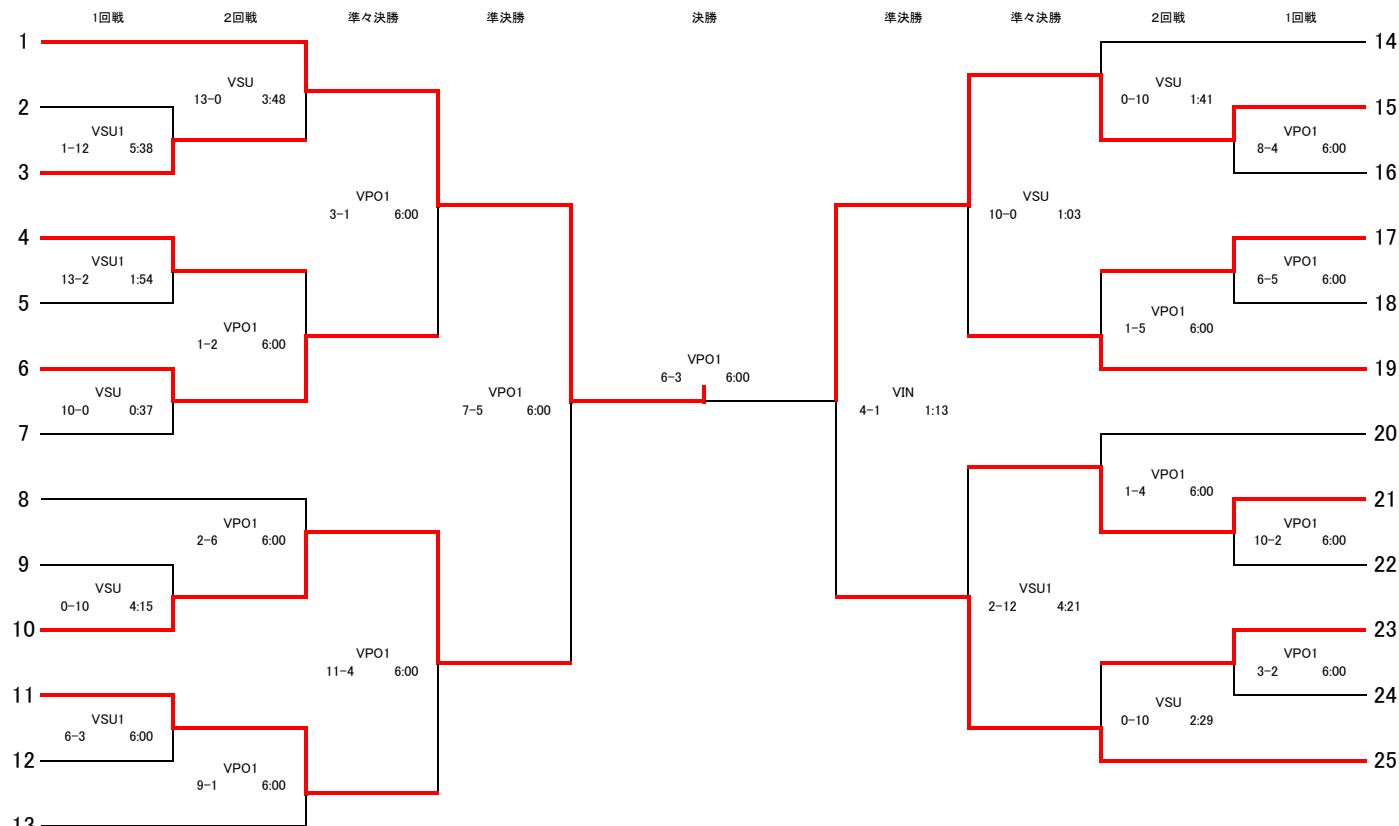 1回戦 2回戦 準々決勝 準決勝 決勝 準決勝 準々決勝 2回戦 1回戦
1 14
VSU VSU
13-0 3:48 0-10 1:41
2 15
VSU1 VPO1
1-12 5:38 8-4 6:00
3 16
VPO1 VSU
3-1 6:00 10-0 1:03
4 17
VSU1 VPO1
13-2 1:54 6-5 6:00
5 18
VPO1 VPO1
1-2 6:00 1-5 6:00
VPO1
6-3 6:00
6 19
VSU VPO1 VIN
10-0 0:37 7-5 6:00 4-1 1:13
7 20
VPO1
1-4 6:00
8 21
VPO1 VPO1
2-6 6:00 10-2 6:00
9 22
VSU VSU1
0-10 4:15 2-12 4:21
10 23
VPO1 VPO1
11-4 6:00 3-2 6:00
11 24
VSU1 VSU
6-3 6:00 0-10 2:29
12 25
VPO1
9-1 6:00
13